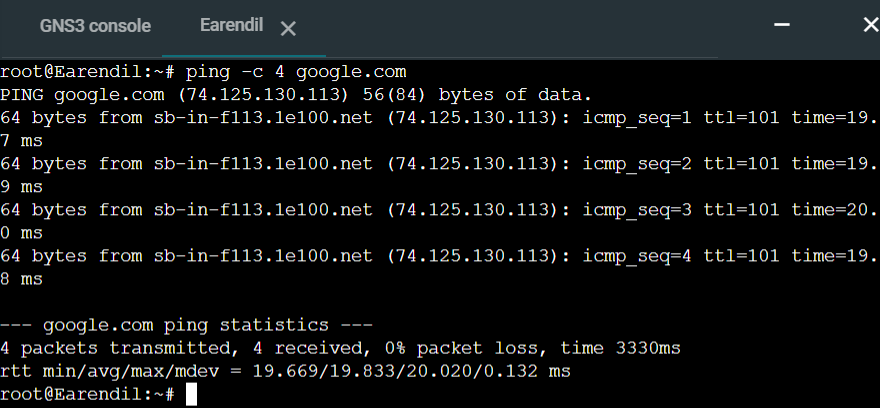 GNS3 console Earendil
root@Earendil:~# ping -c 4 google.com
PING google.com (74.125.130.113) 56(84) bytes of data.
64 bytes from sb-in-f113.1e100.net (74.125.130.113): icmp_seq=1 ttl=101 time=19.
7 ms
64 bytes from sb-in-f113.1e100.net (74.125.130.113): icmp_seq=2 ttl=101 time=19.
9 ms
64 bytes from sb-in-f113.1e100.net (74.125.130.113): icmp_seq=3 ttl=101 time=20.
0 ms
64 bytes from sb-in-f113.1e100.net (74.125.130.113): icmp_seq=4 ttl=101 time=19.
8 ms
--- google.com ping statistics ---
4 packets transmitted, 4 received, 0% packet loss, time 3330ms
rtt min/avg/max/mdev = 19.669/19.833/20.020/0.132 ms
root@Earendil:~#